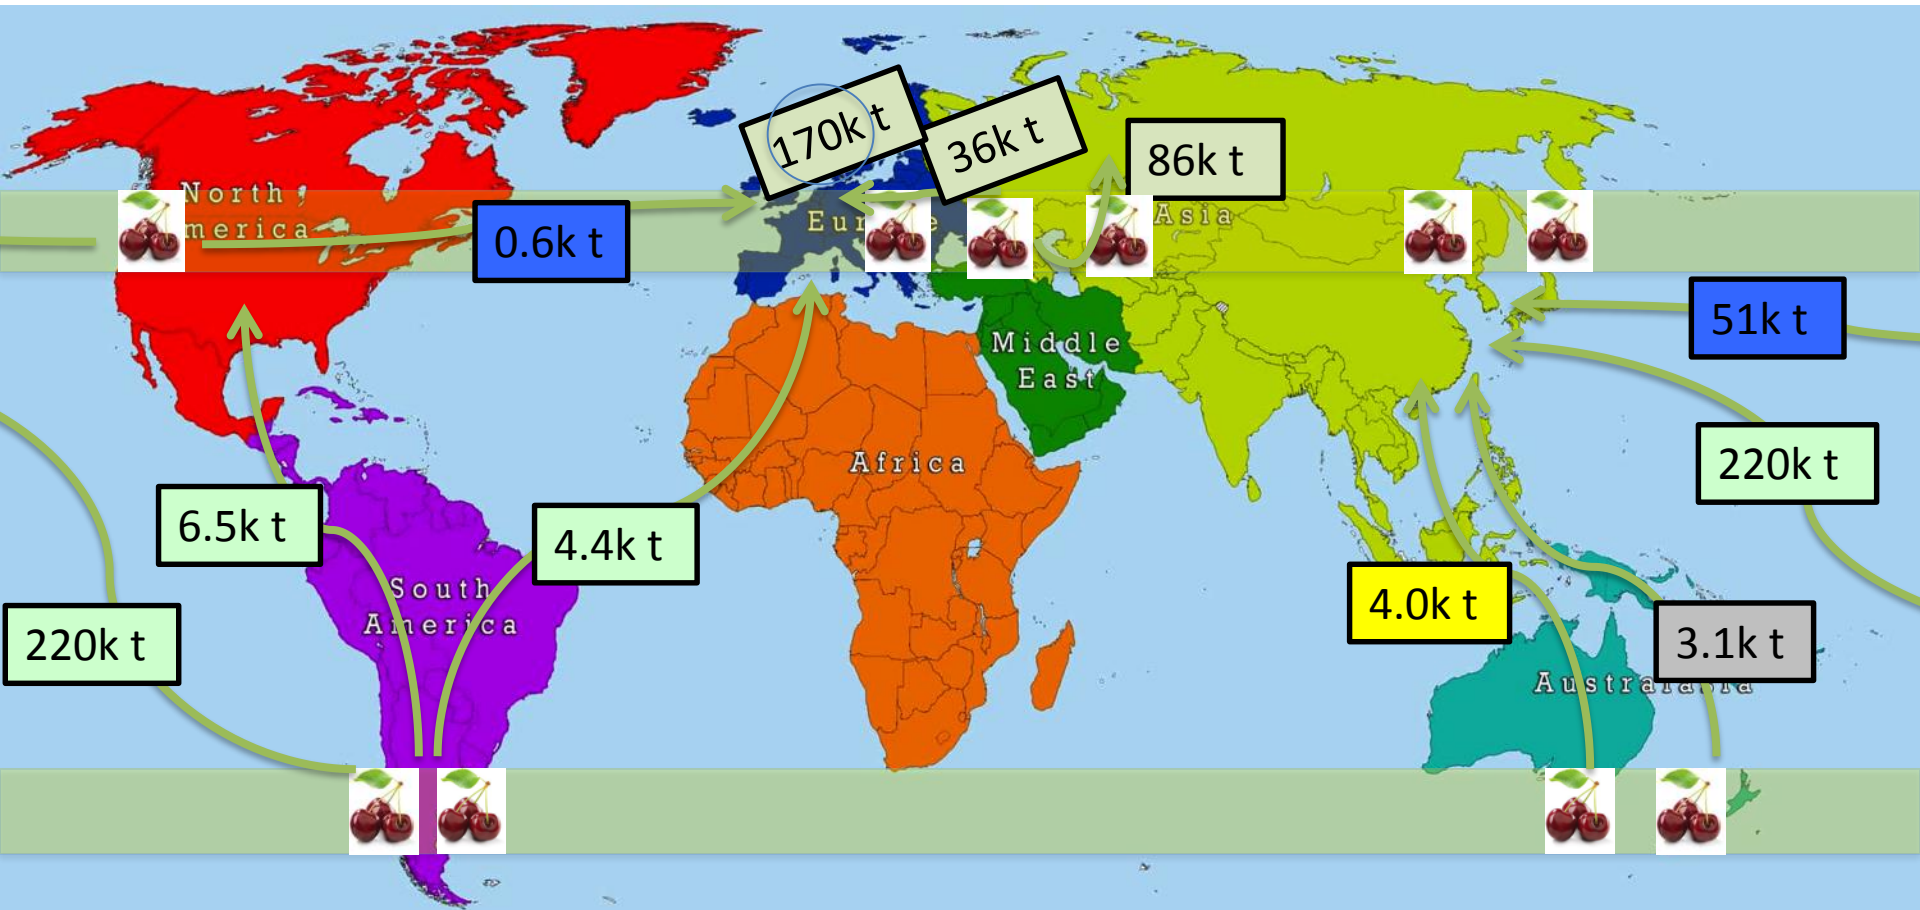 170k t
36k t
86k t
North
merica
0.6k t
Eur
e
Asia
51k t
Middle
East
220k t
Africa
6.5k t
4.4k t
South
America
4.0k t
220k t
3.1k t
Australasia